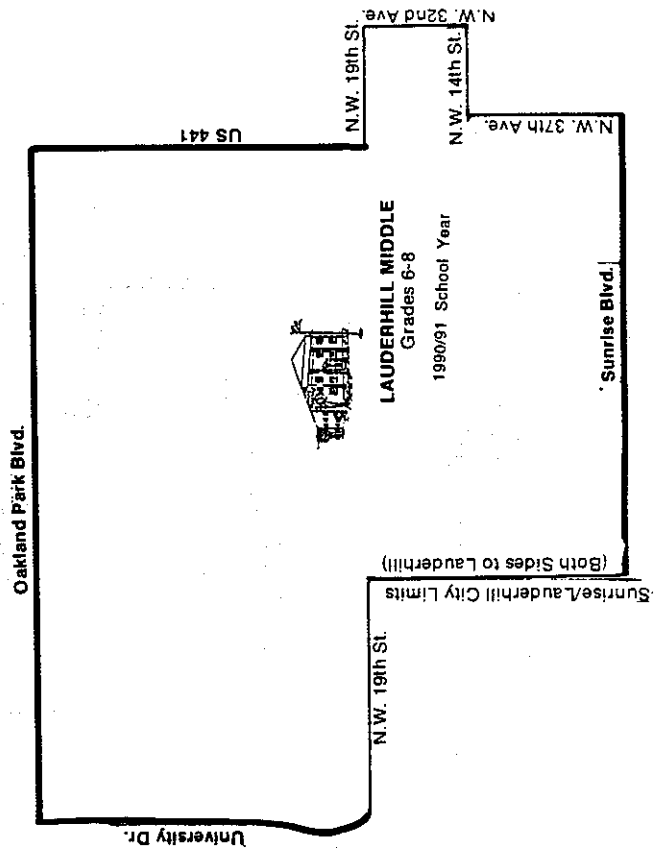 Oakland Park Blvd.
University Dr.
US 441
N.W. 19th St.
N.W. 32nd Ave.
N.W. 14th St.
N.W. 37th Ave.
LAUDERHILL MIDDLE
Grades 6-8
1990/91 School Year
N.W. 19th St.
Sunrise/Lauderhill City Limits
(Both Sides to Lauderhill)
Sunrise Blvd.